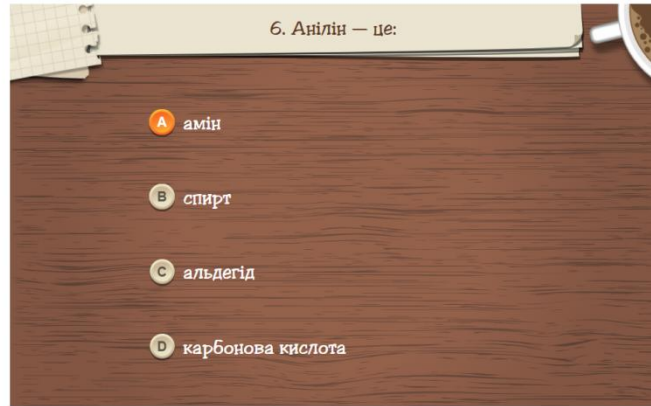 6. Анілін — це:
A амін
B спирт
C альдегід
D карбонова кислота